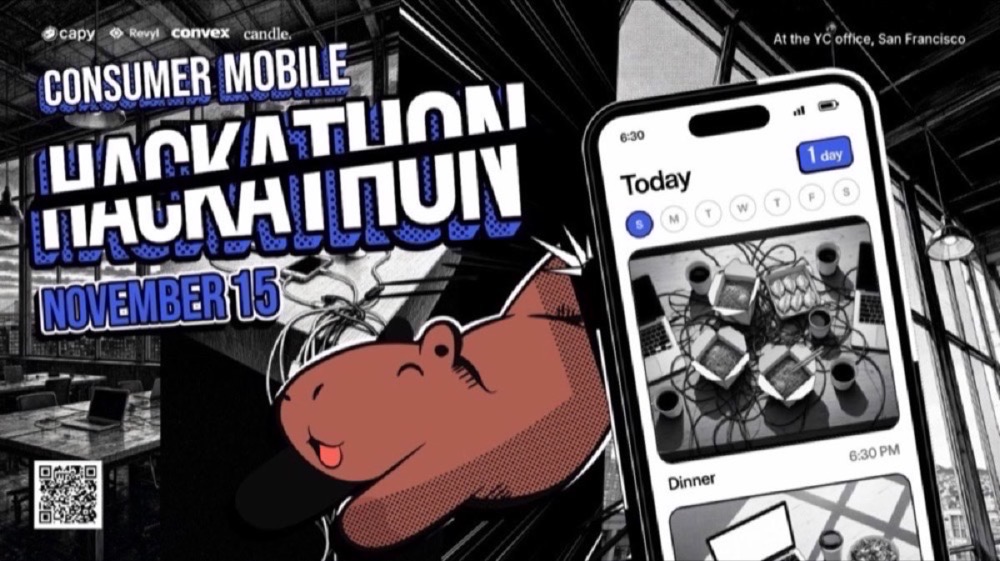 capy Revyl convex candle.
At the YC office, San Francisco
CONSUMER MOBILE
HACKATHON
NOVEMBER 15
6:30
1 day
Today
S M T W T F S
Dinner 6:30 PM